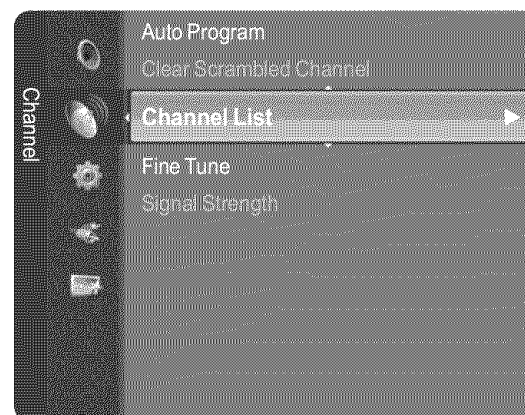 Channel
Auto Program
Clear Scrambled Channel
Channel List
Fine Tune
Signal Strength